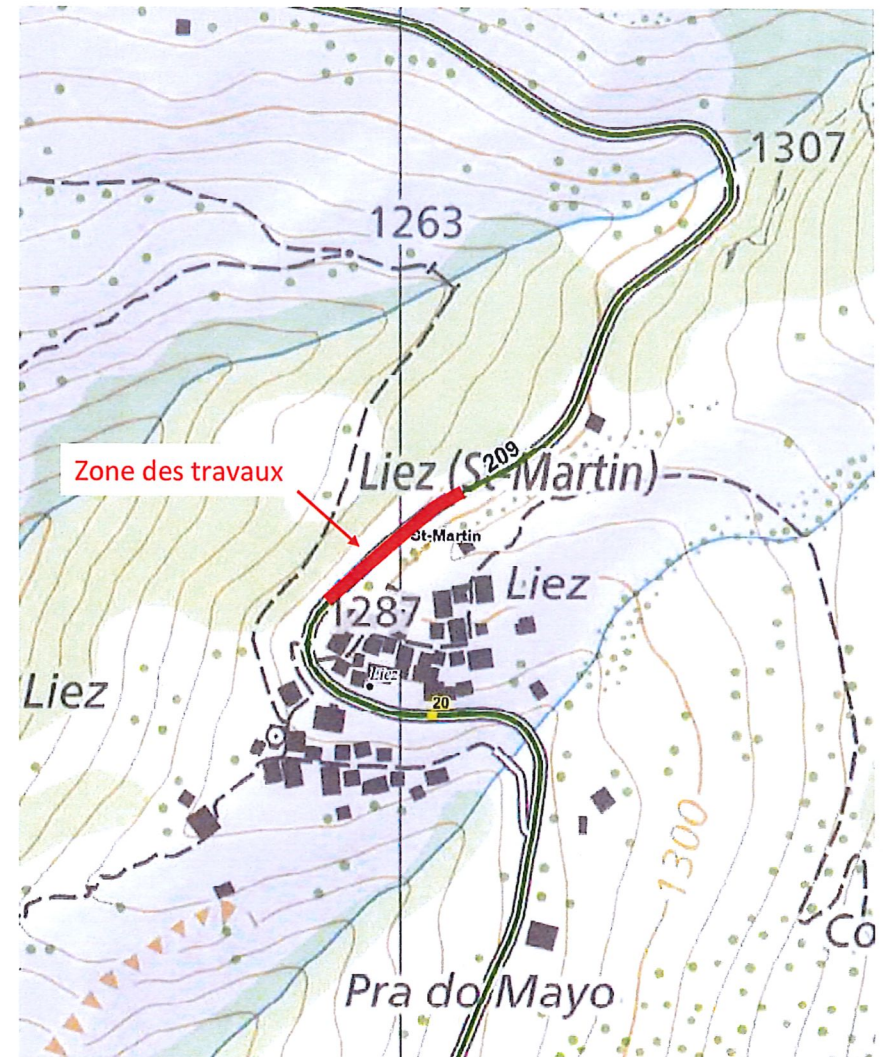 1307
1263
Zone des travaux
Liez (St-Martin)
209
St-Martin
Liez
1287
Liez
Liez
20
1300
Co
Pra do Mayo